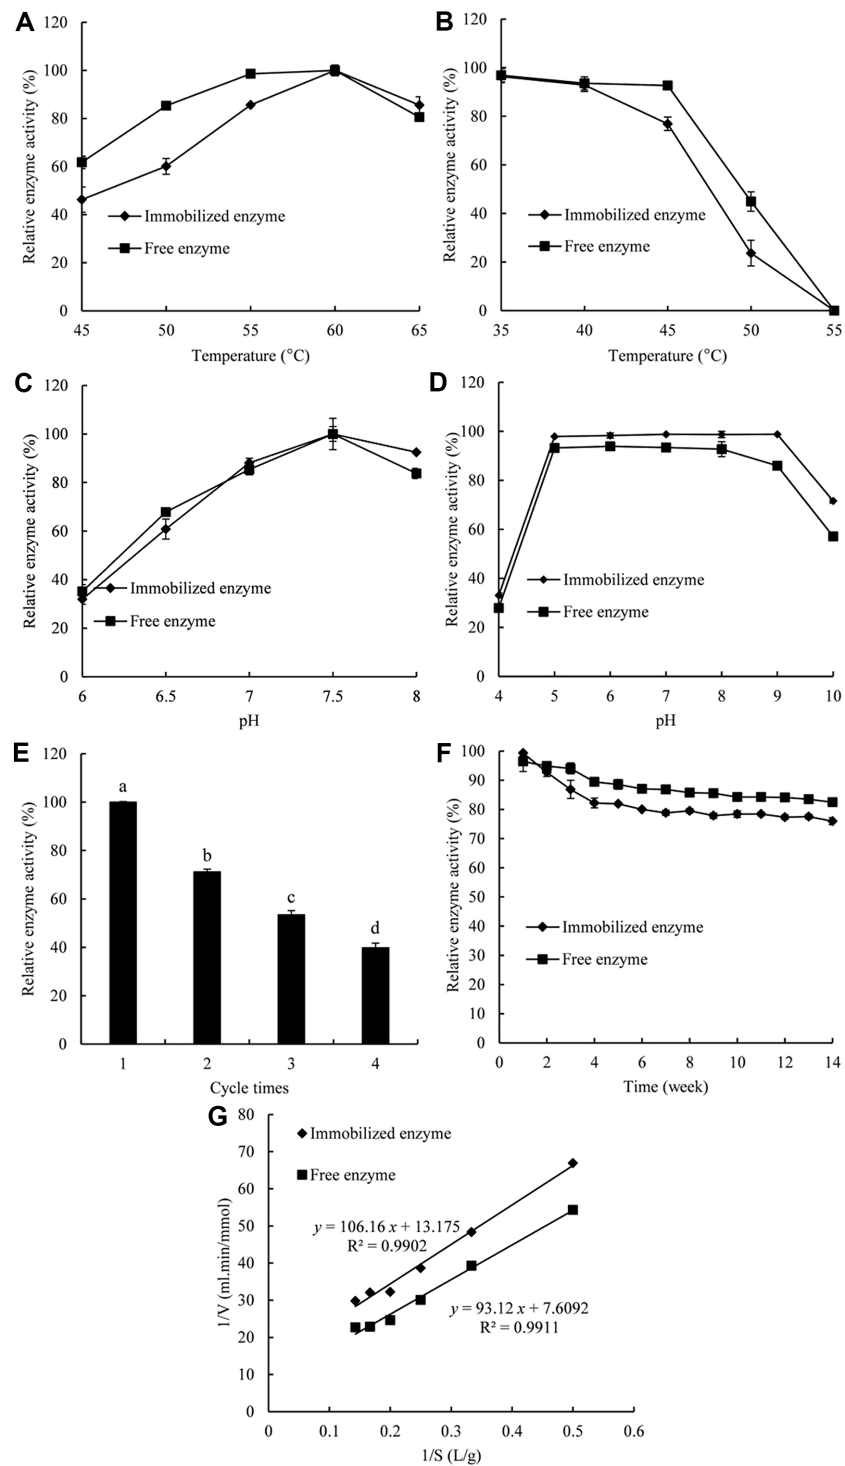 A
Relative enzyme activity (%)
120
100
80
60
40
20
0
Immobilized enzyme
Free enzyme
45 50 55 60 65
Temperature (°C)
B
Relative enzyme activity (%)
120
100
80
60
40
20
0
Immobilized enzyme
Free enzyme
35 40 45 50 55
Temperature (°C)
C
Relative enzyme activity (%)
120
100
80
60
40
20
0
Immobilized enzyme
Free enzyme
6 6.5 7 7.5 8
pH
D
Relative enzyme activity (%)
120
100
80
60
40
20
0
Immobilized enzyme
Free enzyme
4 5 6 7 8 9 10
pH
E
Relative enzyme activity (%)
120
100
80
60
40
20
0
a
b
c
d
1 2 3 4
Cycle times
F
Relative enzyme activity (%)
100
90
80
70
60
50
40
30
20
10
0
Immobilized enzyme
Free enzyme
0 2 4 6 8 10 12 14
Time (week)
G
1/V (ml.min/mmol)
80
70
60
50
40
30
20
10
0
Immobilized enzyme
Free enzyme
y = 106.16 x + 13.175
R² = 0.9902
y = 93.12 x + 7.6092
R² = 0.9911
0 0.1 0.2 0.3 0.4 0.5 0.6
1/S (L/g)